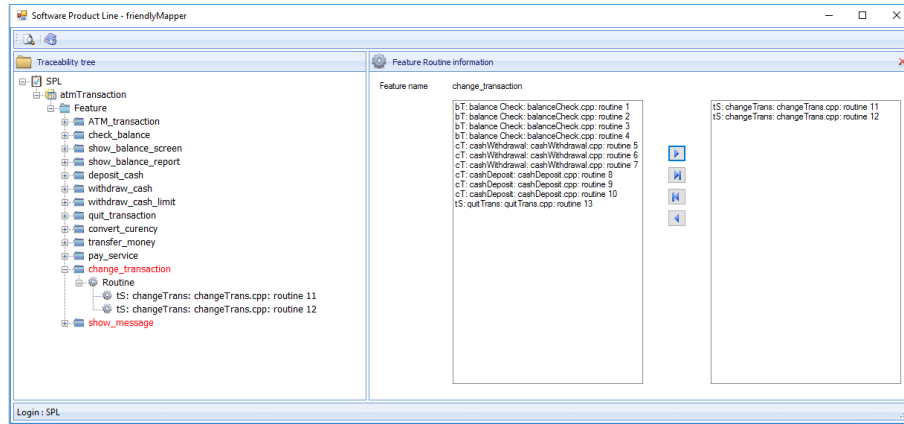 Software Product Line - friendlyMapper
Traceability tree
SPL
atmTransaction
Feature
ATM_transaction
check_balance
show_balance_screen
show_balance_report
deposit_cash
withdraw_cash
withdraw_cash_limit
quit_transaction
convert_curency
transfer_money
pay_service
change_transaction
Routine
tS: changeTrans: changeTrans.cpp: routine 11
tS: changeTrans: changeTrans.cpp: routine 12
show_message
Feature Routine information
Feature name change_transaction
bT: balance Check: balanceCheck.cpp: routine 1
bT: balance Check: balanceCheck.cpp: routine 2
bT: balance Check: balanceCheck.cpp: routine 3
bT: balance Check: balanceCheck.cpp: routine 4
cT: cashWithdrawal: cashWithdrawal.cpp: routine 5
cT: cashWithdrawal: cashWithdrawal.cpp: routine 6
cT: cashWithdrawal: cashWithdrawal.cpp: routine 7
cT: cashDeposit: cashDeposit.cpp: routine 8
cT: cashDeposit: cashDeposit.cpp: routine 9
cT: cashDeposit: cashDeposit.cpp: routine 10
tS: quitTrans: quitTrans.cpp: routine 13
tS: changeTrans: changeTrans.cpp: routine 11
tS: changeTrans: changeTrans.cpp: routine 12
Login : SPL